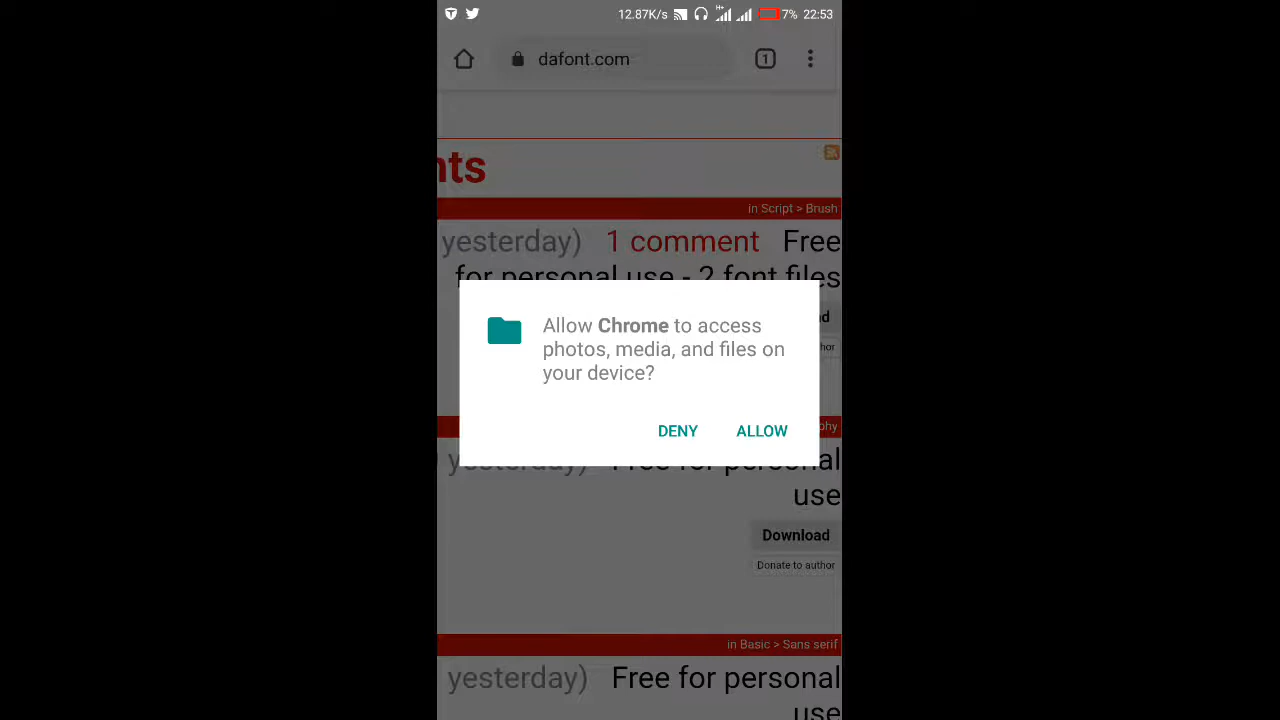 12.87K/s H+ 7% 22:53
dafont.com 1
nts
in Script > Brush
yesterday) 1 comment Free
for personal use - 2 font files
Allow Chrome to access
photos, media, and files on
your device?
DENY ALLOW
yesterday) Free for personal
use
Download
Donate to author
in Basic > Sans serif
yesterday) Free for personal
use